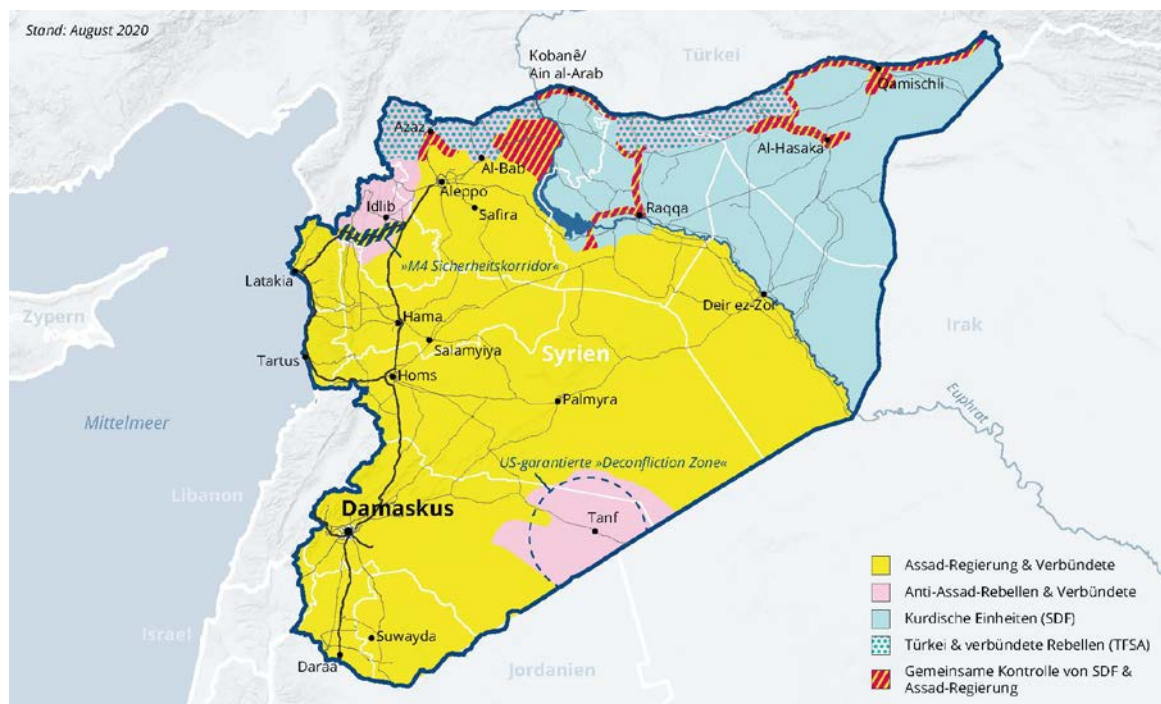 Stand: August 2020
Kobanê/
Ain al-Arab
Türkei
Qamischli
Azaz
Al-Bab
Al-Hasaka
Aleppo
Idlib
Safira
Raqqa
»M4 Sicherheitskorridor«
Latakia
Deir ez-Zor
Zypern
Hama
Irak
Salamyiya
Syrien
Tartus
Homs
Euphrat
Palmyra
Mittelmeer
US-garantierte »Deconfliction Zone«
Libanon
Damaskus
Tanf
Assad-Regierung & Verbündete
Anti-Assad-Rebellen & Verbündete
Kurdische Einheiten (SDF)
Israel
Suwayda
Türkei & verbündete Rebellen (TFSA)
Daraa
Jordanien
Gemeinsame Kontrolle von SDF &
Assad-Regierung